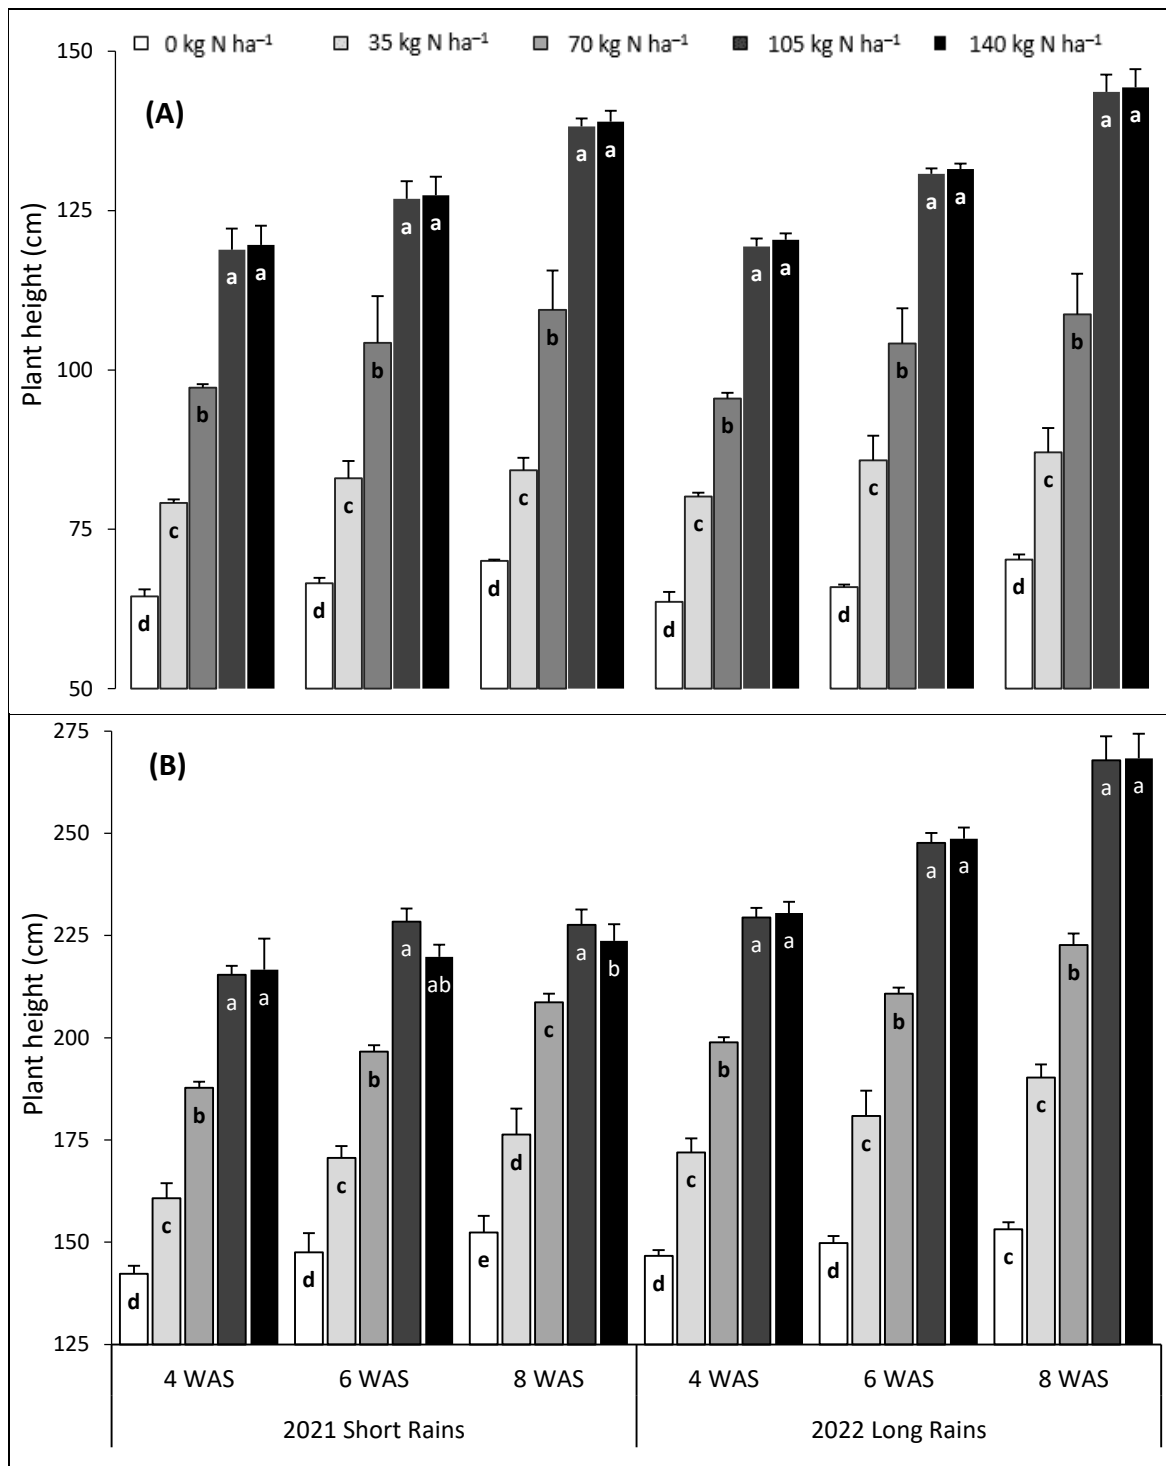 0 kg N ha⁻¹ 35 kg N ha⁻¹ 70 kg N ha⁻¹ 105 kg N ha⁻¹ 140 kg N ha⁻¹
(A)
Plant height (cm)
150
125
100
75
50
d c b a a
d c b a a
d c b a a
d c b a a
d c b a a
d c b a a
(B)
Plant height (cm)
275
250
225
200
175
150
125
d c b a a
d c b a ab
e d c a b
d c b a a
d c b a a
c c b a a
4 WAS 6 WAS 8 WAS 4 WAS 6 WAS 8 WAS
2021 Short Rains 2022 Long Rains